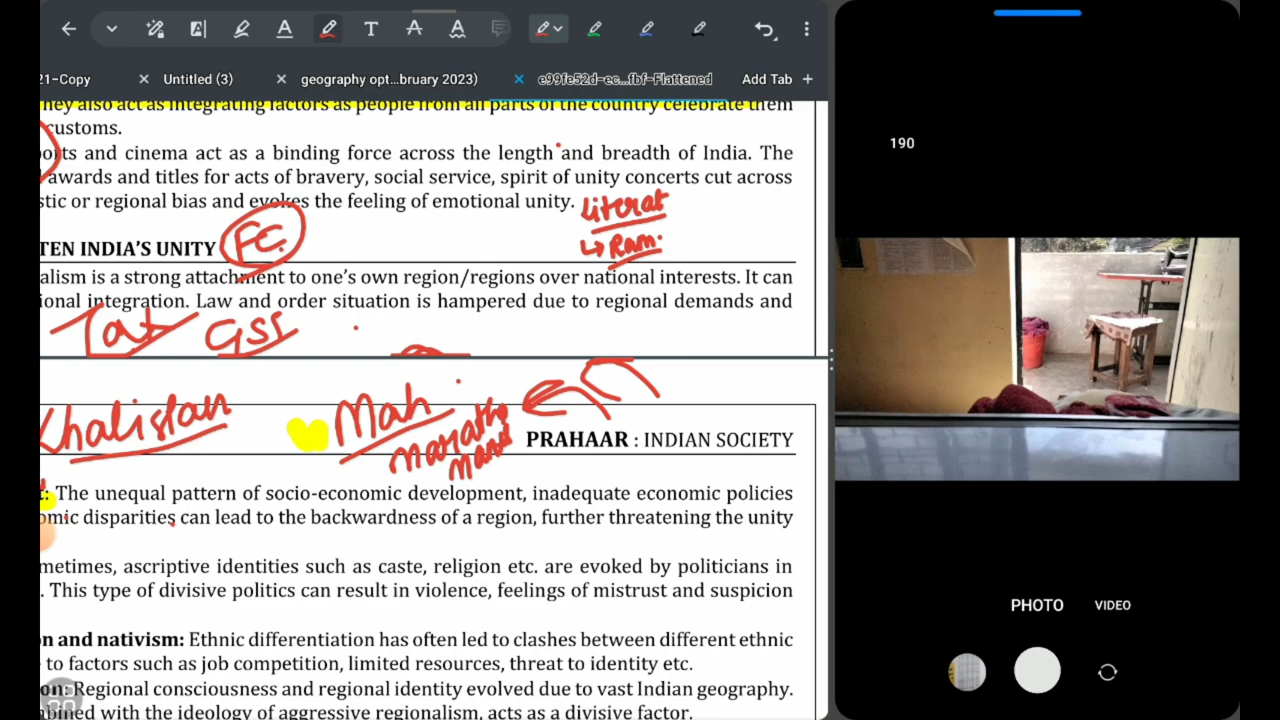 21-Copy
Untitled (3)
geography opt...bruary 2023)
e99fe52d-ec...fbf-Flattened
Add Tab +
hey also act as integrating factors as people from all parts of the country celebrate them
customs.
orts and cinema act as a binding force across the length and breadth of India. The
awards and titles for acts of bravery, social service, spirit of unity concerts cut across
stic or regional bias and evokes the feeling of emotional unity.
literat
↳ Ram.
TEN INDIA'S UNITY
FC.
alism is a strong attachment to one's own region/regions over national interests. It can
ional integration. Law and order situation is hampered due to regional demands and
GSI
Khalistan
Mah
maratha
PRAHAAR : INDIAN SOCIETY
t: The unequal pattern of socio-economic development, inadequate economic policies
omic disparities can lead to the backwardness of a region, further threatening the unity
metimes, ascriptive identities such as caste, religion etc. are evoked by politicians in
. This type of divisive politics can result in violence, feelings of mistrust and suspicion
on and nativism: Ethnic differentiation has often led to clashes between different ethnic
to factors such as job competition, limited resources, threat to identity etc.
on: Regional consciousness and regional identity evolved due to vast Indian geography.
mbined with the ideology of aggressive regionalism, acts as a divisive factor.
190
PHOTO
VIDEO